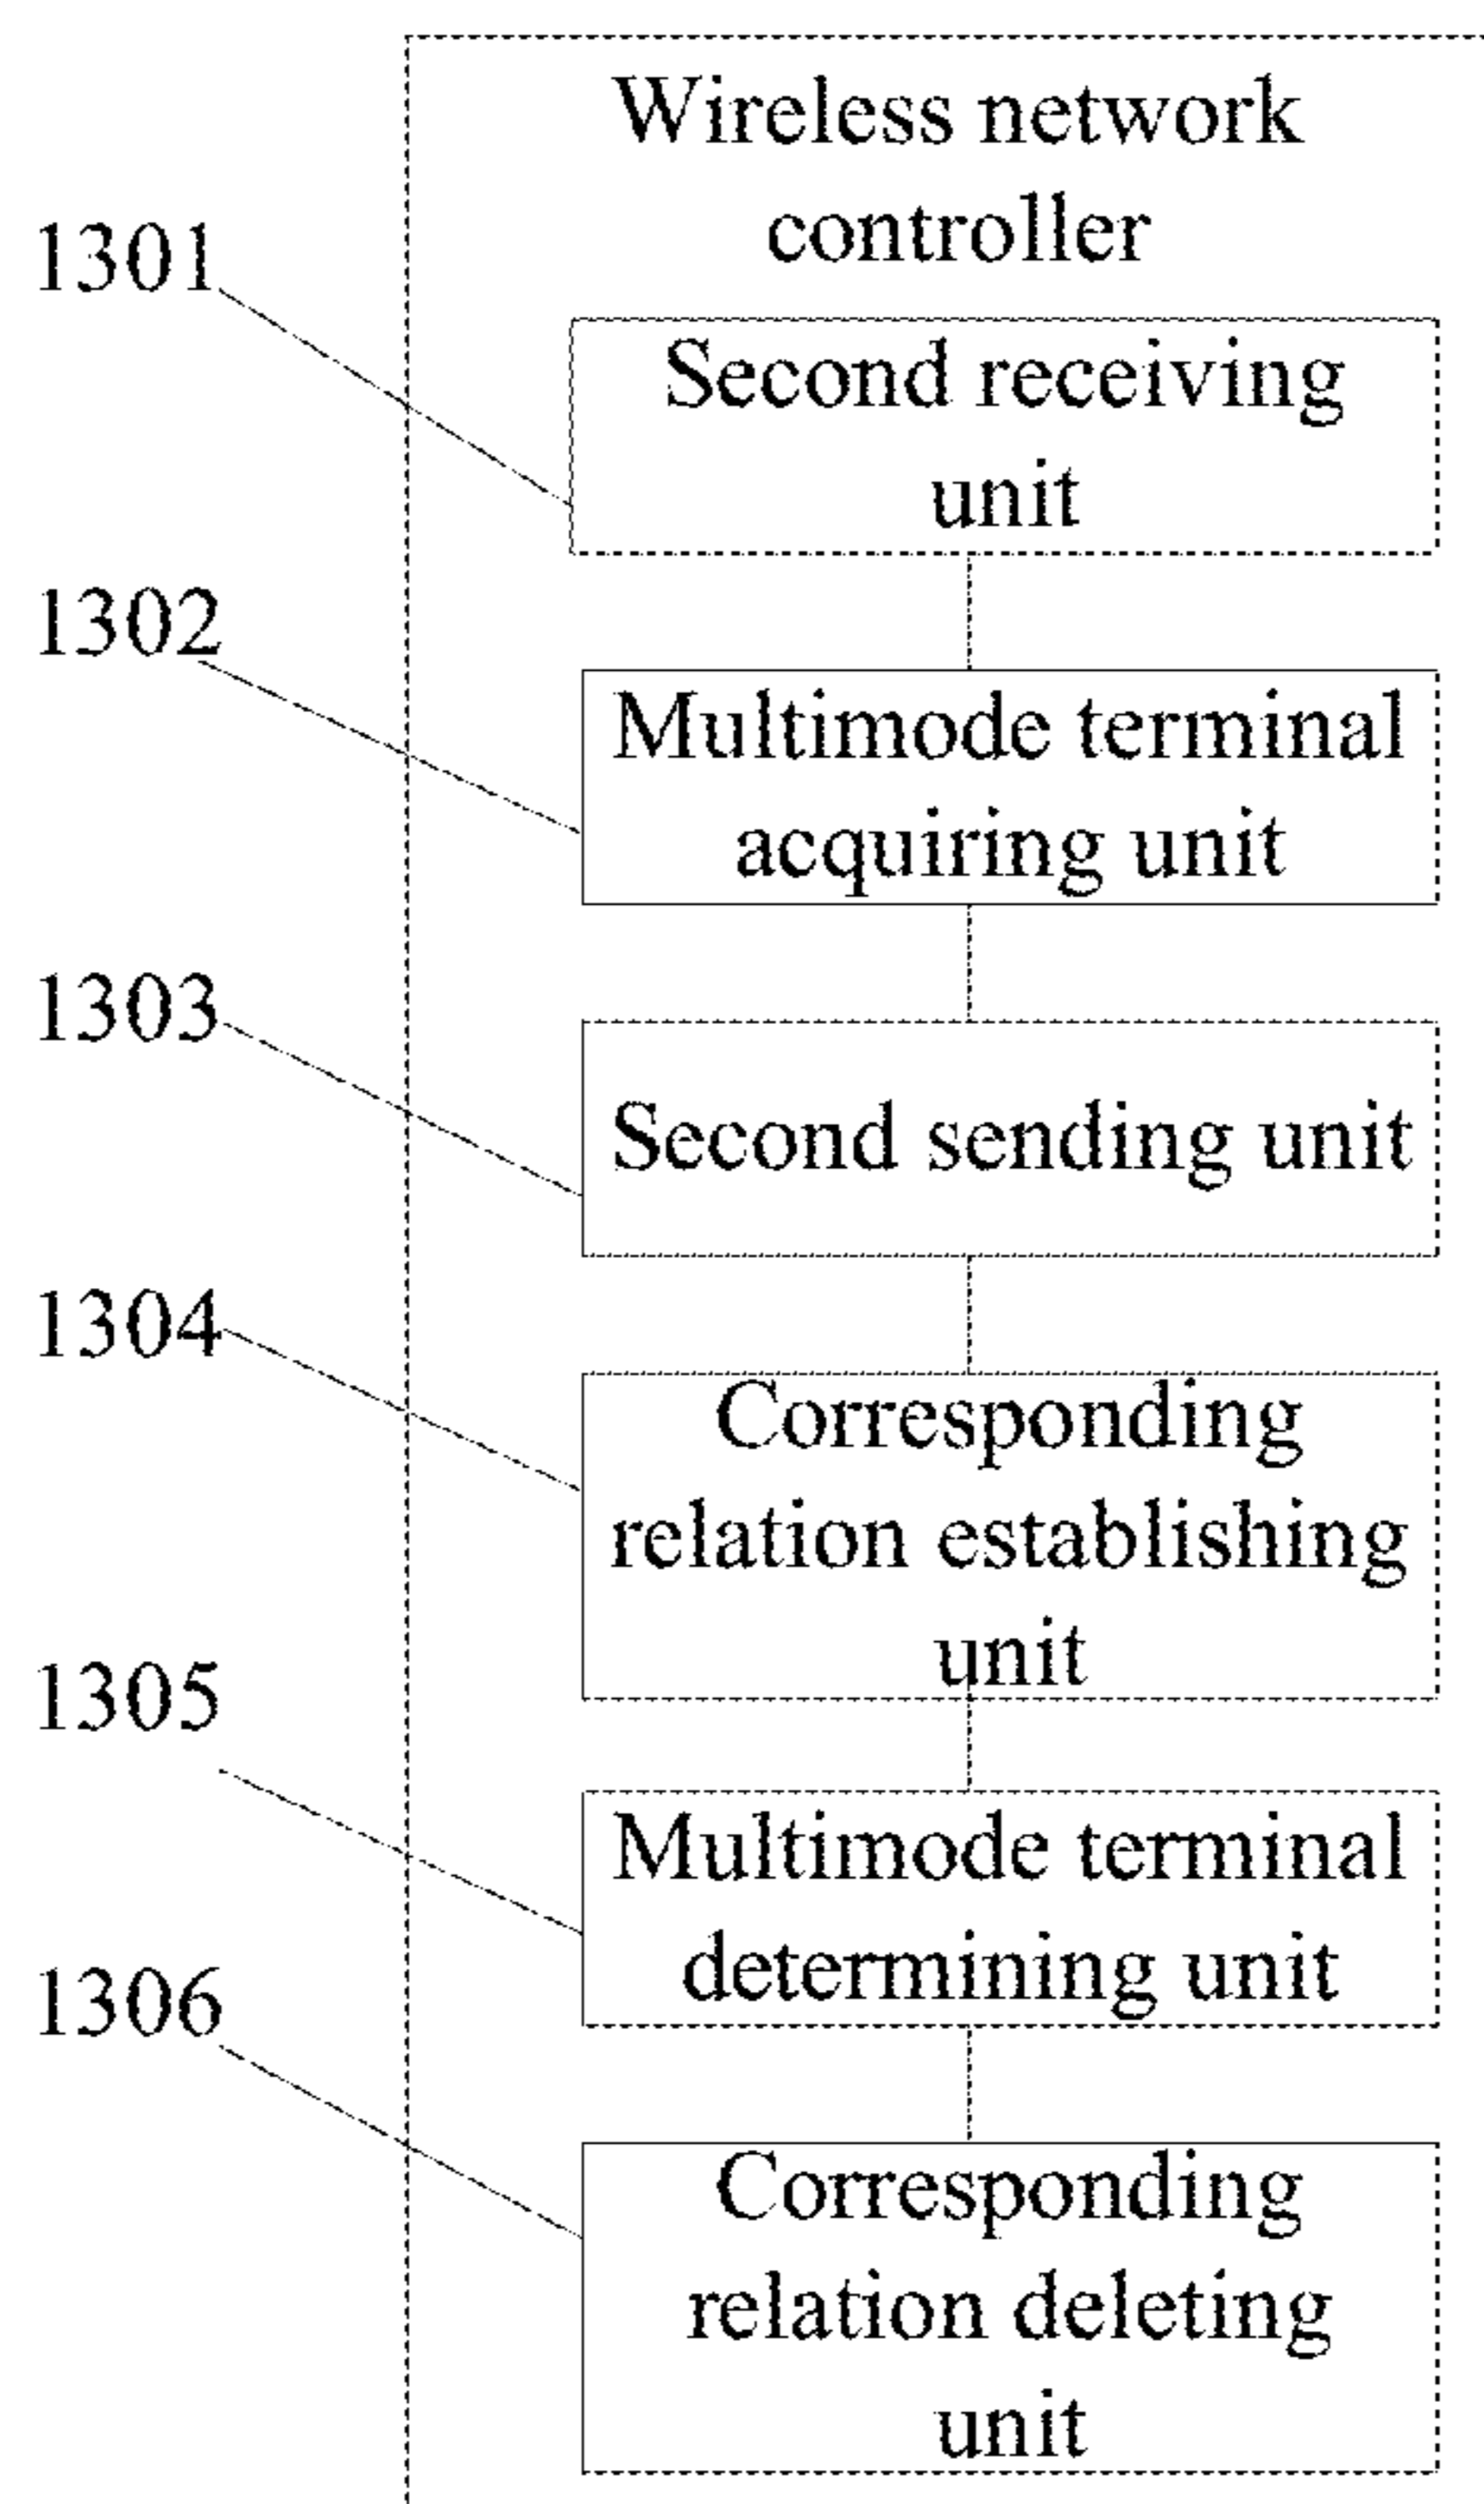 Wireless network
controller
1301
Second receiving
unit
1302
Multimode terminal
acquiring unit
1303
Second sending unit
1304
Corresponding
relation establishing
unit
1305
Multimode terminal
determining unit
1306
Corresponding
relation deleting
unit